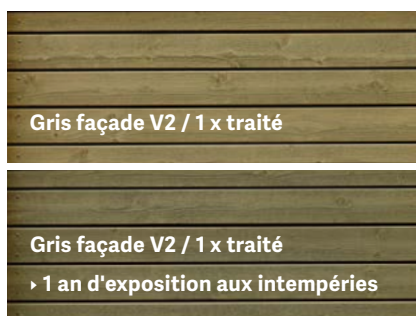 Gris façade V2 / 1 x traité
Gris façade V2 / 1 x traité
› 1 an d'exposition aux intempéries